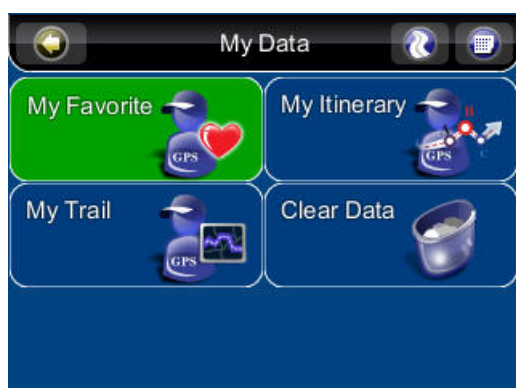 My Data
My Favorite
GPS
My Itinerary
B
C
GPS
My Trail
GPS
Clear Data